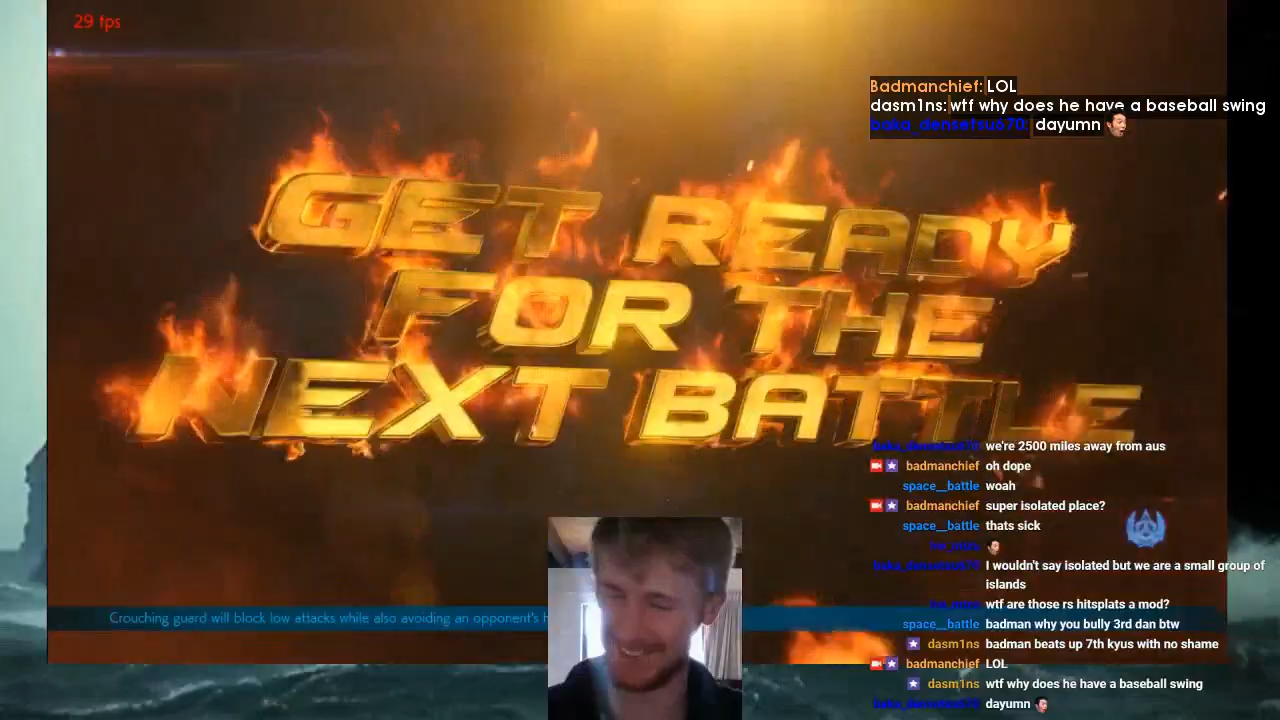 29 fps
Badmanchief: LOL
dasm1ns: wtf why does he have a baseball swing
baka_densetsu670: dayumn
GET READY
FOR THE
NEXT BATTLE
baka_densetsu670 we're 2500 miles away from aus
badmanchief oh dope
space__battle woah
badmanchief super isolated place?
space__battle thats sick
baka_densetsu670 I wouldn't say isolated but we are a small group of
islands
wtf are those rs hitsplats a mod?
Crouching guard will block low attacks while also avoiding an opponent's
space__battle badman why you bully 3rd dan btw
dasm1ns badman beats up 7th kyus with no shame
badmanchief LOL
dasm1ns wtf why does he have a baseball swing
baka_densetsu670 dayumn